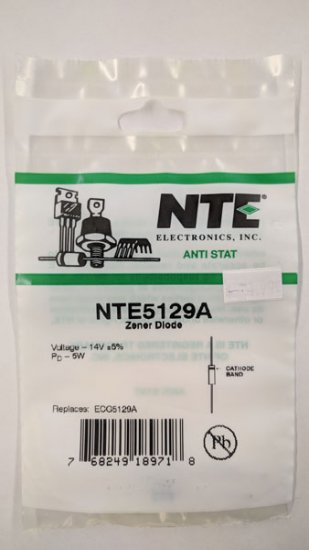 NTE
ELECTRONICS, INC.
ANTI STAT
NTE5129A
Zener Diode
Voltage – 14V ±5%
PD – 5W
CATHODE
BAND
Replaces: ECG5129A
Pb
7 68249 18971 8